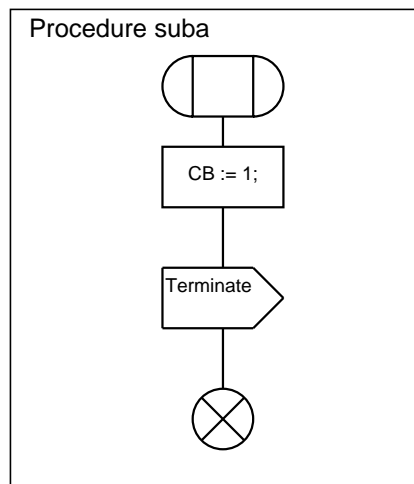 Procedure suba
CB := 1;
Terminate